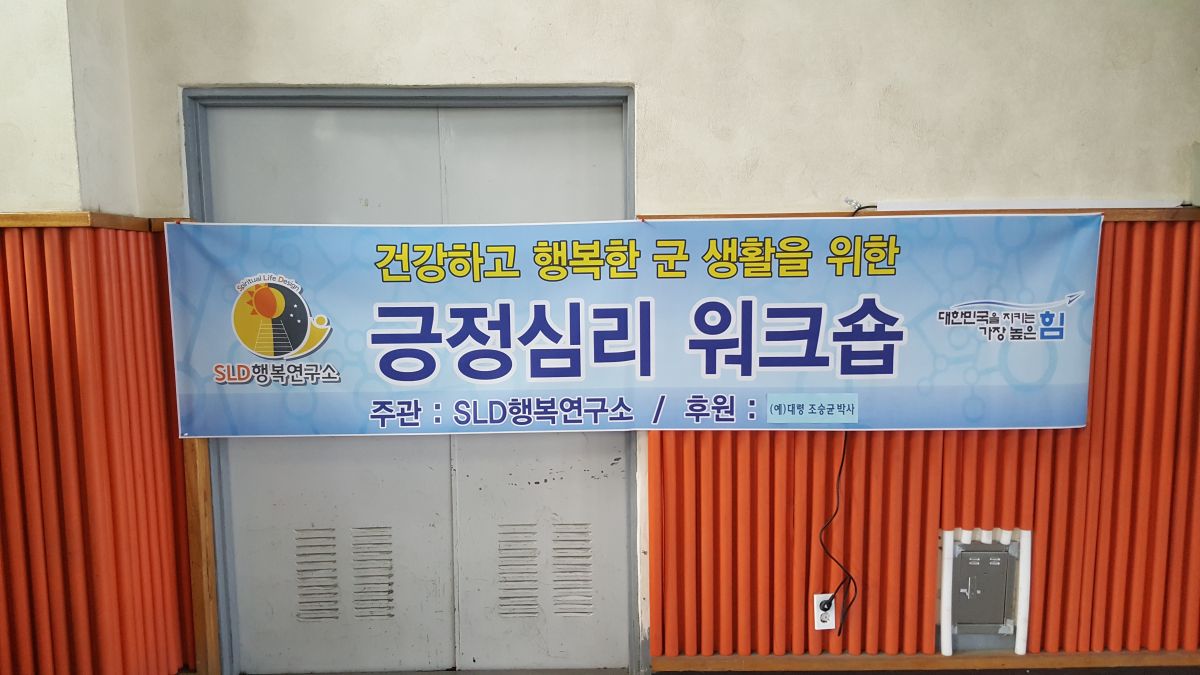 건강하고 행복한 군 생활을 위한
Spiritual Life Design
SLD행복연구소
긍정심리 워크숍
대한민국을 지키는
가장 높은 힘
주관 : SLD행복연구소 / 후원 : (예)대령 조승균박사